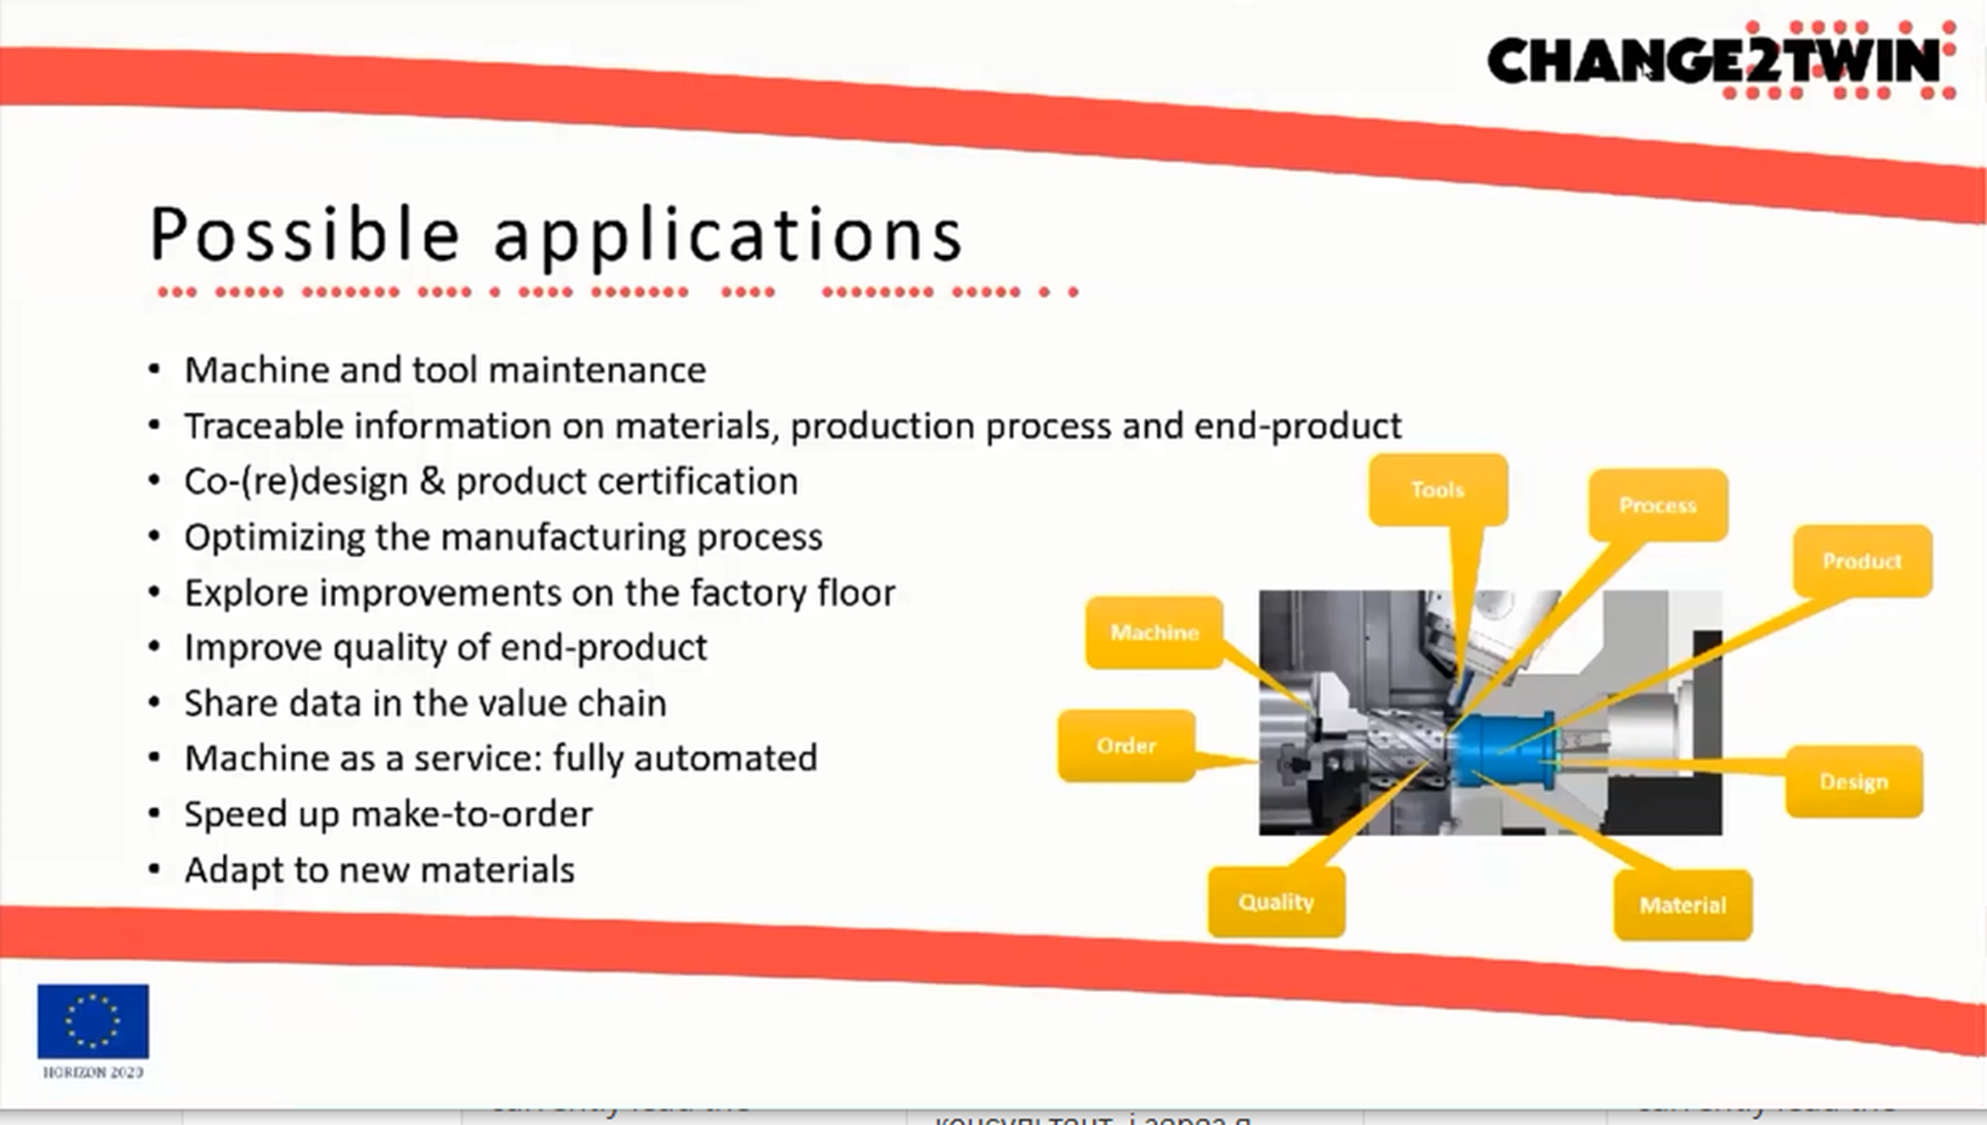 CHANGE2TWIN
Possible applications
• Machine and tool maintenance
• Traceable information on materials, production process and end-product
• Co-(re)design & product certification
• Optimizing the manufacturing process
• Explore improvements on the factory floor
• Improve quality of end-product
• Share data in the value chain
• Machine as a service: fully automated
• Speed up make-to-order
• Adapt to new materials
Tools
Process
Product
Machine
Order
Design
Quality
Material
HORIZON 2020